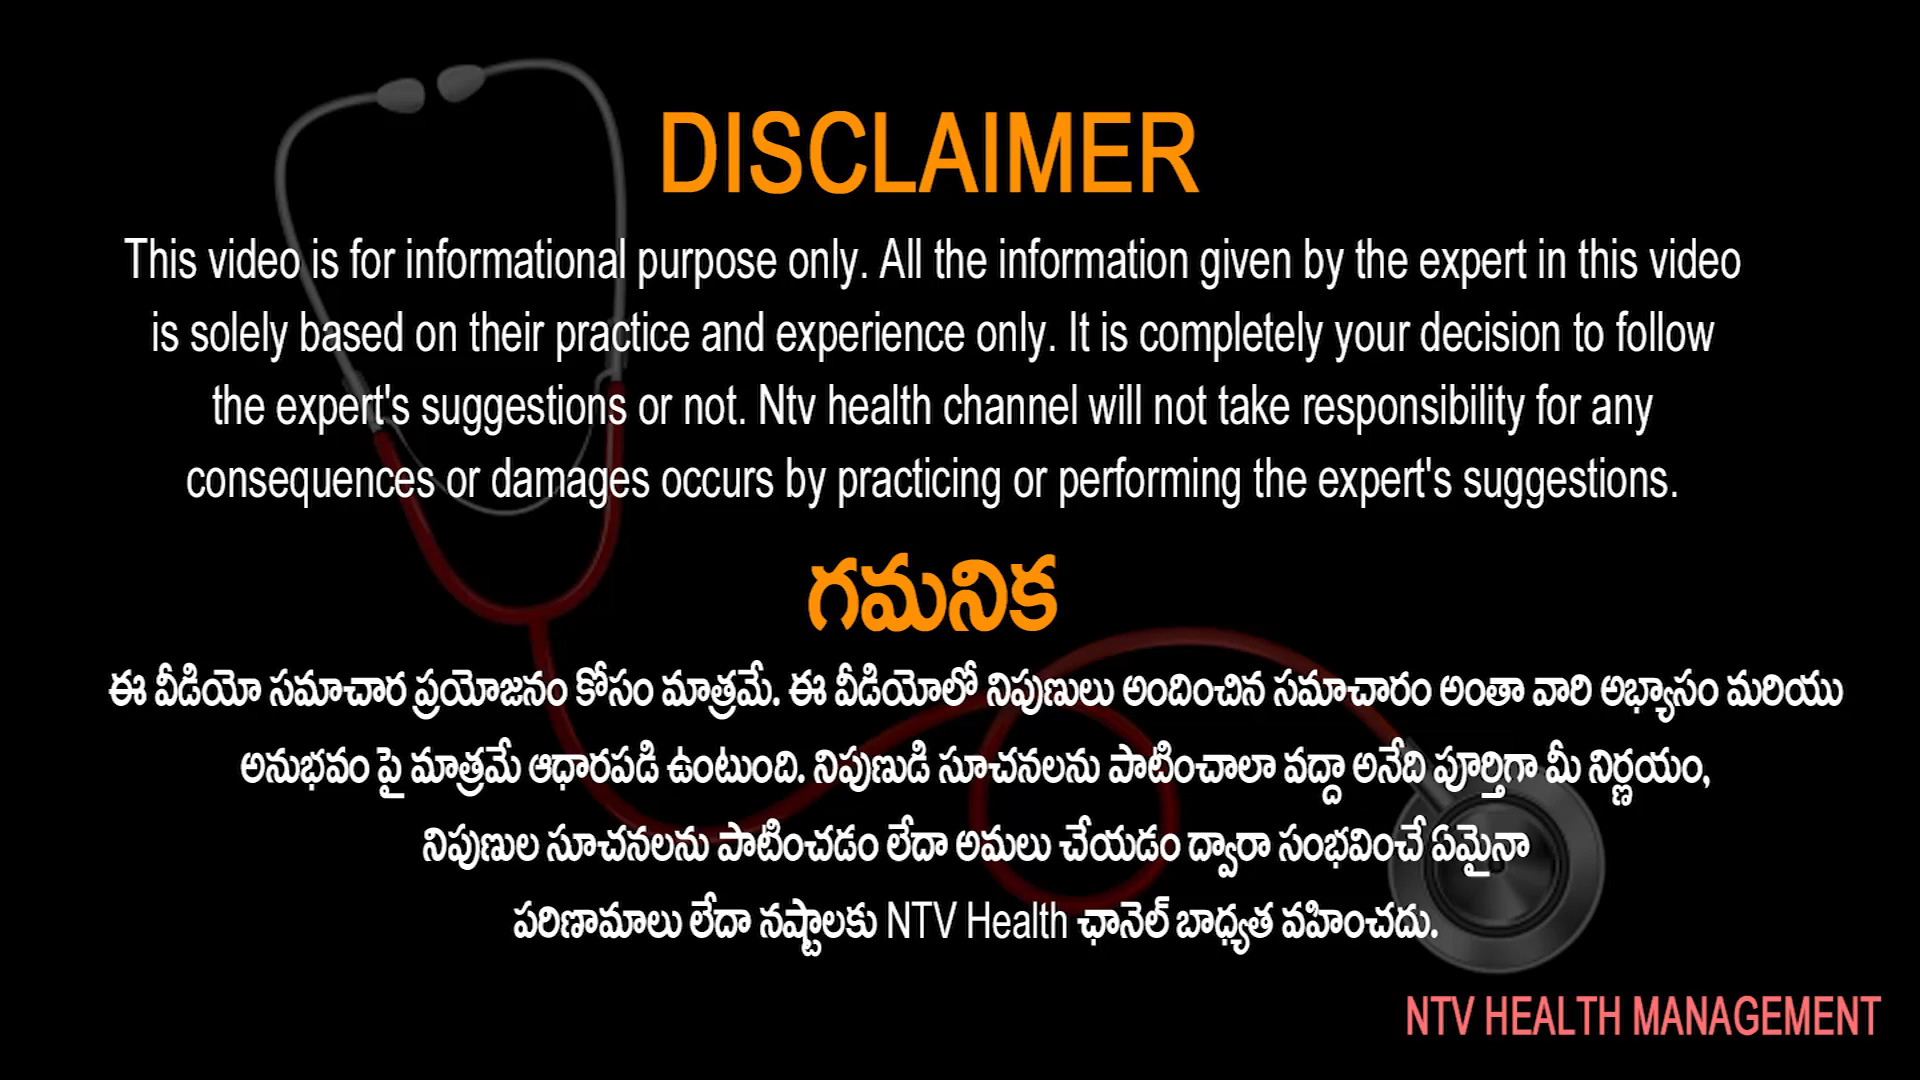 DISCLAIMER
This video is for informational purpose only. All the information given by the expert in this video
is solely based on their practice and experience only. It is completely your decision to follow
the expert's suggestions or not. Ntv health channel will not take responsibility for any
consequences or damages occurs by practicing or performing the expert's suggestions.
గమనిక
ఈ వీడియో సమాచార ప్రయోజనం కోసం మాత్రమే. ఈ వీడియోలో నిపుణులు అందించిన సమాచారం అంతా వారి అభ్యాసం మరియు
అనుభవం పై మాత్రమే ఆధారపడి ఉంటుంది. నిపుణుడి సూచనలను పాటించాలా వద్దా అనేది పూర్తిగా మీ నిర్ణయం,
నిపుణుల సూచనలను పాటించడం లేదా అమలు చేయడం ద్వారా సంభవించే ఏమైనా
పరిణామాలు లేదా నష్టాలకు NTV Health ఛానెల్ బాధ్యత వహించదు.
NTV HEALTH MANAGEMENT